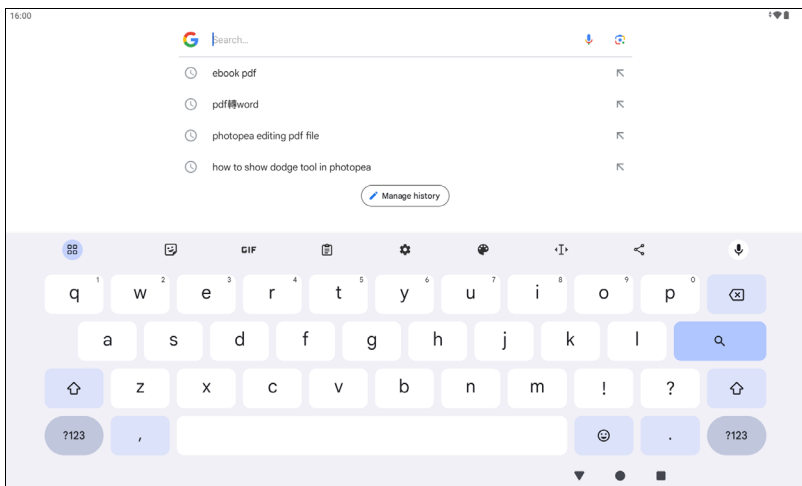 16:00
Search...
ebook pdf
pdf轉word
photopea editing pdf file
how to show dodge tool in photopea
Manage history
GIF
q 1 w 2 e 3 r 4 t 5 y 6 u 7 i 8 o 9 p 0
a s d f g h j k l
z x c v b n m ! ?
?123 , . ?123